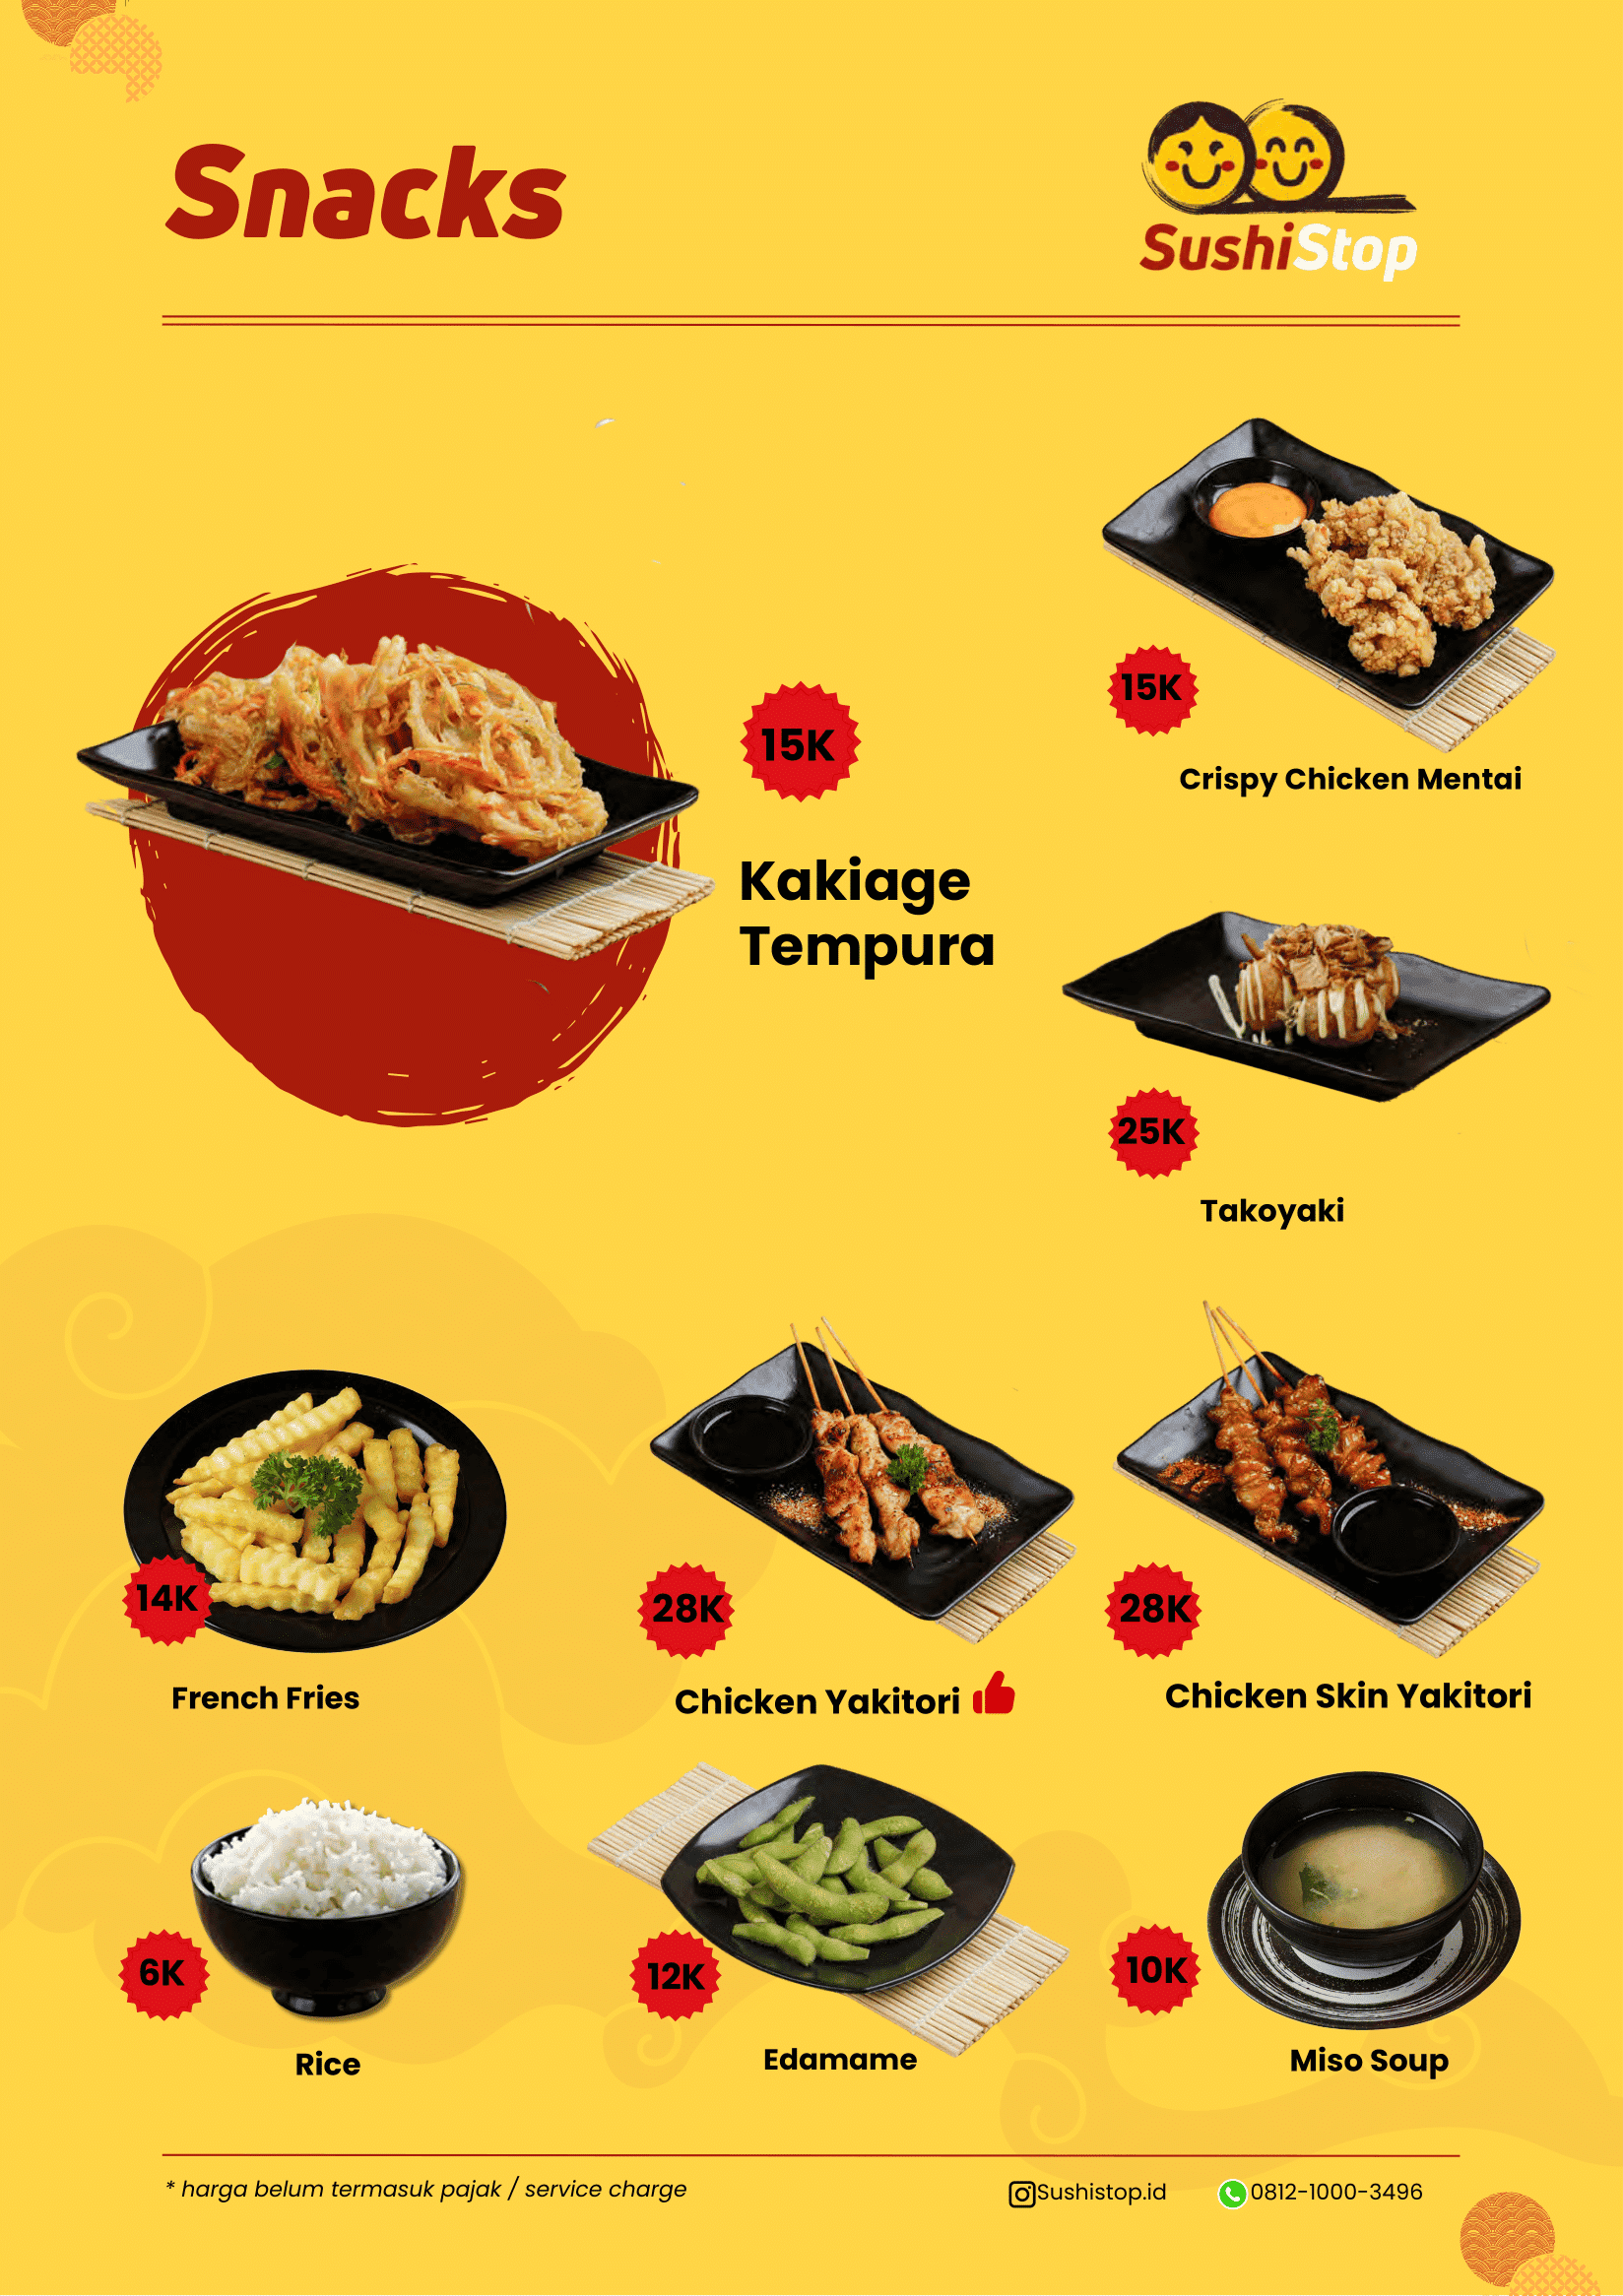 Snacks
SushiStop
15K
Kakiage
Tempura
15K
Crispy Chicken Mentai
25K
Takoyaki
14K
French Fries
28K
Chicken Yakitori
28K
Chicken Skin Yakitori
6K
Rice
12K
Edamame
10K
Miso Soup
* harga belum termasuk pajak / service charge
Sushistop.id
0812-1000-3496